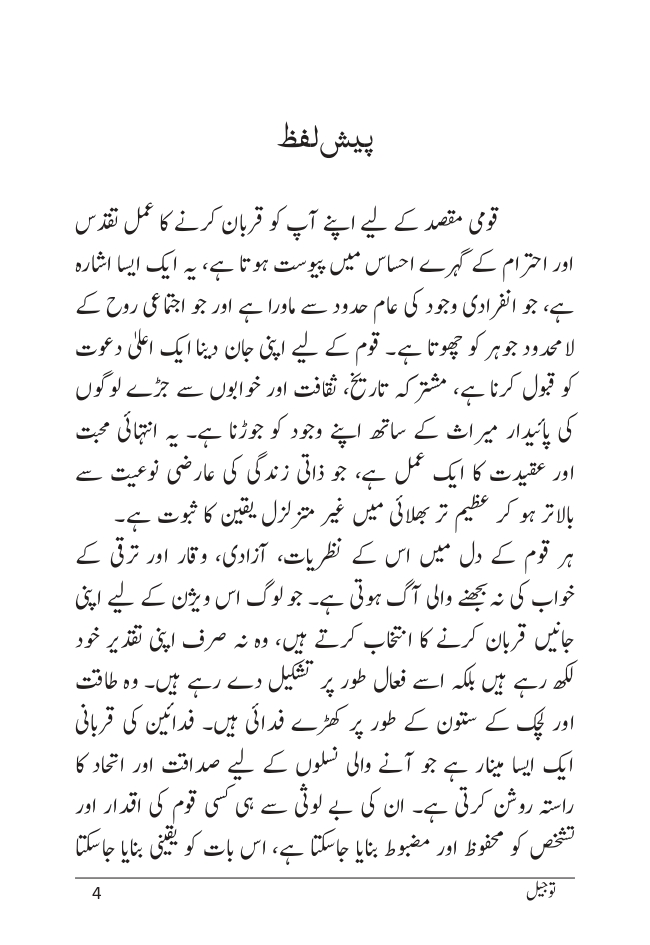 پیش لفظ
قومی مقصد کے لیے اپنے آپ کو قربان کرنے کا عمل تقدّس
اور احترام کے گہرے احساس میں پیوست ہوتا ہے، یہ ایک ایسا اشارہ
ہے، جو انفرادی وجود کی عام حدود سے ماورا ہے اور جو اجتماعی روح کے
لامحدود جوہر کو چھوتا ہے۔ قوم کے لیے اپنی جان دینا ایک اعلیٰ دعوت
کو قبول کرنا ہے، مشترکہ تاریخ، ثقافت اور خوابوں سے جڑے لوگوں
کی پائیدار میراث کے ساتھ اپنے وجود کو جوڑنا ہے۔ یہ انتہائی محبت
اور عقیدت کا ایک عمل ہے، جو ذاتی زندگی کی عارضی نوعیت سے
بالاتر ہو کر عظیم تر بھلائی میں غیر متزلزل یقین کا ثبوت ہے۔
ہر قوم کے دل میں اس کے نظریات، آزادی، وقار اور ترقی کے
خواب کی نہ بجھنے والی آگ ہوتی ہے۔ جو لوگ اس ویژن کے لیے اپنی
جانیں قربان کرنے کا انتخاب کرتے ہیں، وہ نہ صرف اپنی تقدیر خود
لکھ رہے ہیں بلکہ اسے فعال طور پر تشکیل دے رہے ہیں۔ وہ طاقت
اور لچک کے ستون کے طور پر کھڑے فدائی ہیں۔ فدائین کی قربانی
ایک ایسا مینار ہے جو آنے والی نسلوں کے لیے صداقت اور اتحاد کا
راستہ روشن کرتی ہے۔ ان کی بے لوثی سے ہی کسی قوم کی اقدار اور
تشخص کو محفوظ اور مضبوط بنایا جاسکتا ہے، اس بات کو یقینی بنایا جاسکتا
توجیل
4